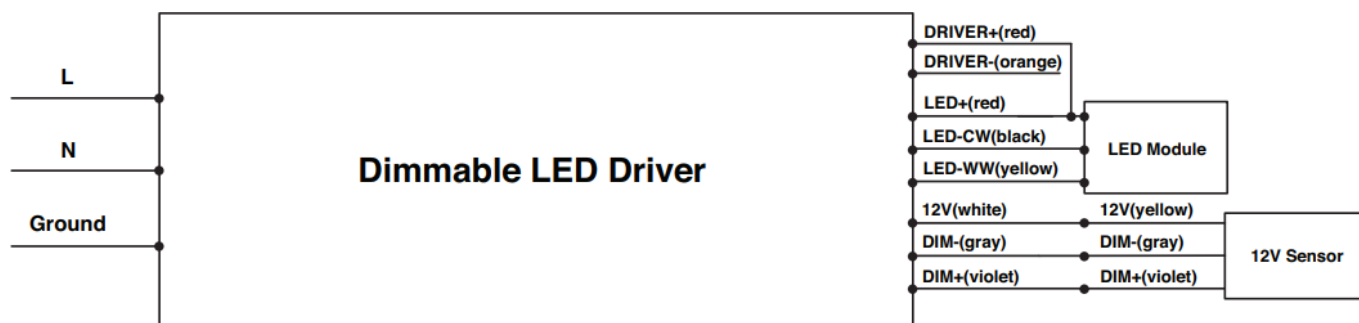 L
N
Ground
Dimmable LED Driver
DRIVER+(red)
DRIVER-(orange)
LED+(red)
LED-CW(black)
LED-WW(yellow)
LED Module
12V(white)
12V(yellow)
DIM-(gray)
DIM-(gray)
DIM+(violet)
DIM+(violet)
12V Sensor